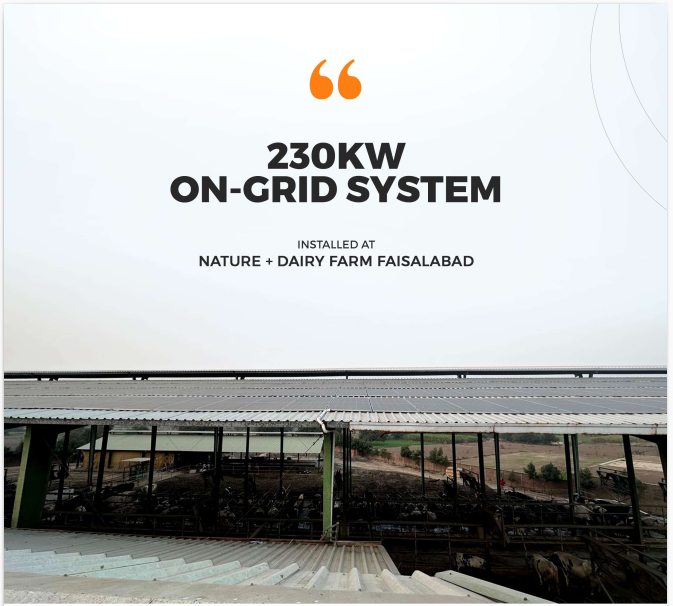 “
230KW
ON-GRID SYSTEM
INSTALLED AT
NATURE + DAIRY FARM FAISALABAD